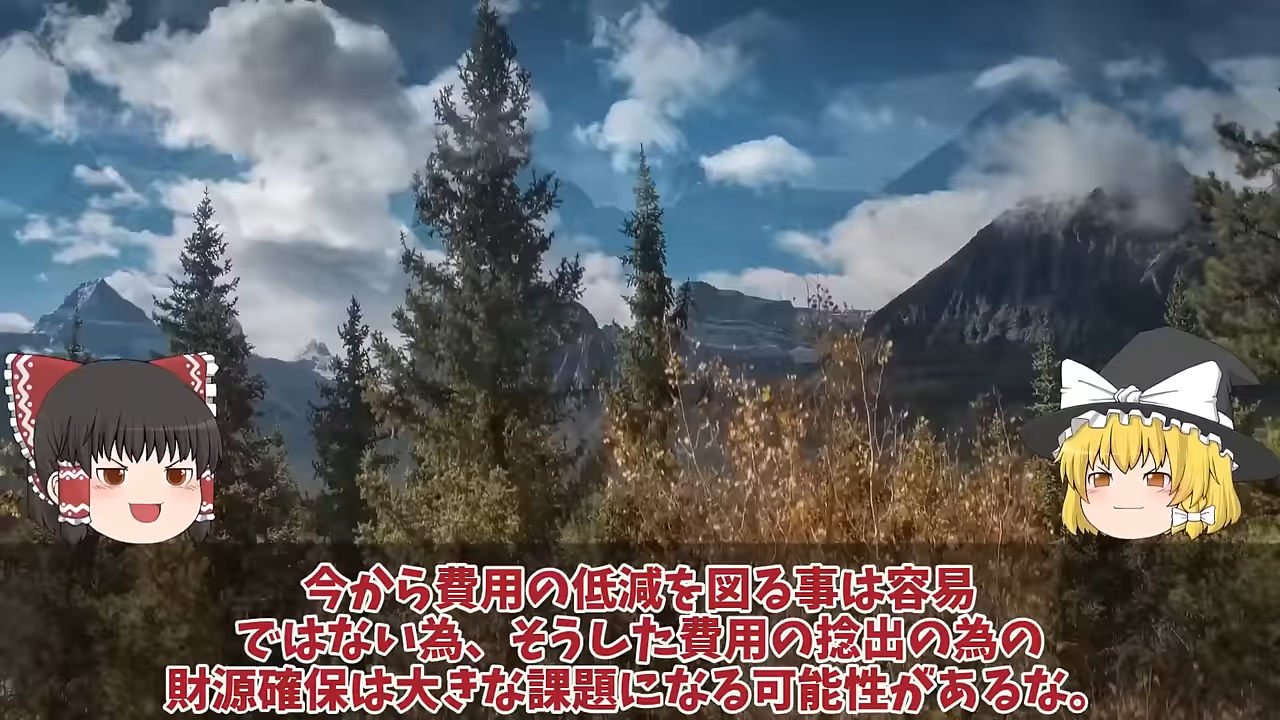 今から費用の低減を図る事は容易
ではない為、そうした費用の捻出の為の
財源確保は大きな課題になる可能性があるな。